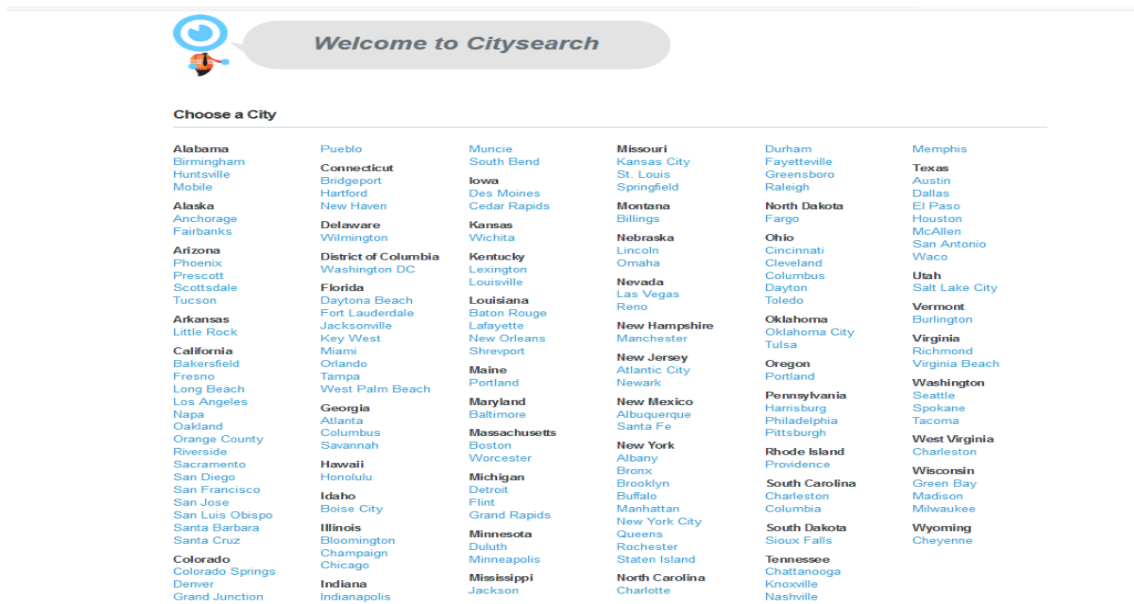 Welcome to Citysearch
Choose a City
Alabama
Birmingham
Huntsville
Mobile
Alaska
Anchorage
Fairbanks
Arizona
Phoenix
Prescott
Scottsdale
Tucson
Arkansas
Little Rock
California
Bakersfield
Fresno
Long Beach
Los Angeles
Napa
Oakland
Orange County
Riverside
Sacramento
San Diego
San Francisco
San Jose
San Luis Obispo
Santa Barbara
Santa Cruz
Colorado
Colorado Springs
Denver
Grand Junction
Pueblo
Connecticut
Bridgeport
Hartford
New Haven
Delaware
Wilmington
District of Columbia
Washington DC
Florida
Daytona Beach
Fort Lauderdale
Jacksonville
Key West
Miami
Orlando
Tampa
West Palm Beach
Georgia
Atlanta
Columbus
Savannah
Hawaii
Honolulu
Idaho
Boise City
Illinois
Bloomington
Champaign
Chicago
Indiana
Indianapolis
Muncie
South Bend
Iowa
Des Moines
Cedar Rapids
Kansas
Wichita
Kentucky
Lexington
Louisville
Louisiana
Baton Rouge
Lafayette
New Orleans
Shrevport
Maine
Portland
Maryland
Baltimore
Massachusetts
Boston
Worcester
Michigan
Detroit
Flint
Grand Rapids
Minnesota
Duluth
Minneapolis
Mississippi
Jackson
Missouri
Kansas City
St. Louis
Springfield
Montana
Billings
Nebraska
Lincoln
Omaha
Nevada
Las Vegas
Reno
New Hampshire
Manchester
New Jersey
Atlantic City
Newark
New Mexico
Albuquerque
Santa Fe
New York
Albany
Bronx
Brooklyn
Buffalo
Manhattan
New York City
Queens
Rochester
Staten Island
North Carolina
Charlotte
Durham
Fayetteville
Greensboro
Raleigh
North Dakota
Fargo
Ohio
Cincinnati
Cleveland
Columbus
Dayton
Toledo
Oklahoma
Oklahoma City
Tulsa
Oregon
Portland
Pennsylvania
Harrisburg
Philadelphia
Pittsburgh
Rhode Island
Providence
South Carolina
Charleston
Columbia
South Dakota
Sioux Falls
Tennessee
Chattanooga
Knoxville
Nashville
Memphis
Texas
Austin
Dallas
El Paso
Houston
McAllen
San Antonio
Waco
Utah
Salt Lake City
Vermont
Burlington
Virginia
Richmond
Virginia Beach
Washington
Seattle
Spokane
Tacoma
West Virginia
Charleston
Wisconsin
Green Bay
Madison
Milwaukee
Wyoming
Cheyenne